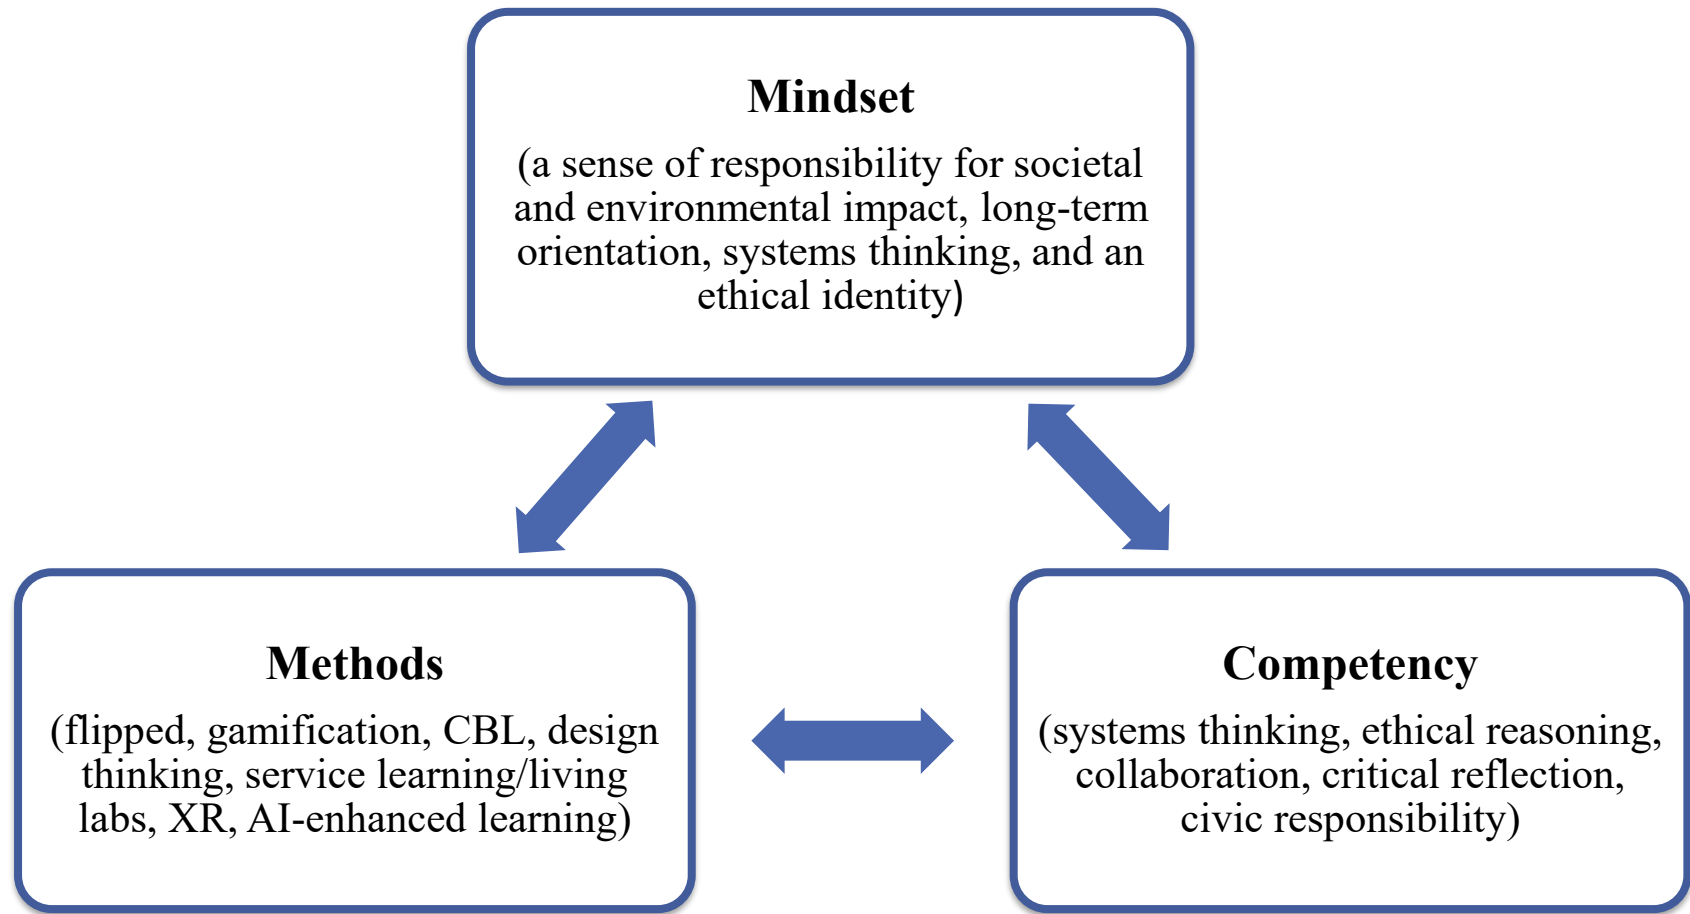 Mindset
(a sense of responsibility for societal
and environmental impact, long-term
orientation, systems thinking, and an
ethical identity)
Methods
(flipped, gamification, CBL, design
thinking, service learning/living
labs, XR, AI-enhanced learning)
Competency
(systems thinking, ethical reasoning,
collaboration, critical reflection,
civic responsibility)